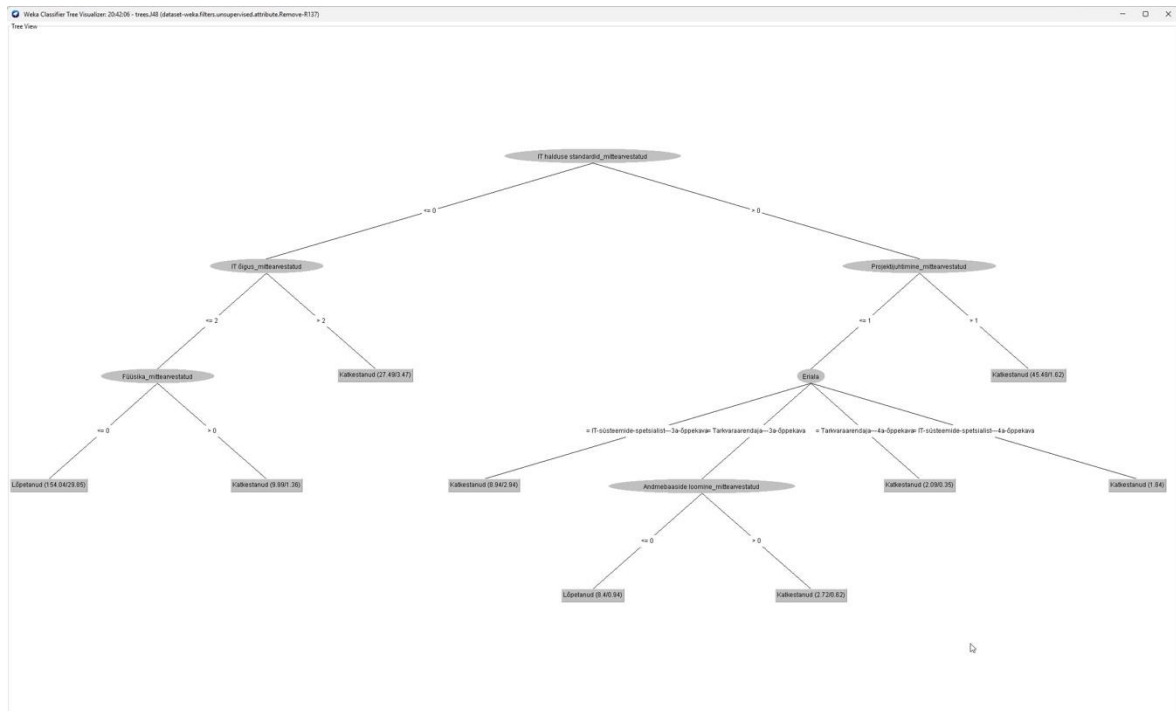 Weka Classifier Tree Visualizer: 20:42:06 - trees.J48 (dataset-weka.filters.unsupervised.attribute.Remove-R137)
Tree View
IT halduse standardid_mittearvestatud
<= 0
> 0
IT õigus_mittearvestatud
Projektijuhtimine_mittearvestatud
<= 2
> 2
<= 1
> 1
Füüsika_mittearvestatud
Katkestanud (27.49/3.47)
Eriala
Katkestanud (45.48/1.62)
<= 0
> 0
= IT-süsteemide-spetsialist---3a-õppekava
= Tarkvaraarendaja---3a-õppekava
= Tarkvaraarendaja---4a-õppekava
= IT-süsteemide-spetsialist---4a-õppekava
Lõpetanud (154.04/29.85)
Katkestanud (9.99/1.36)
Katkestanud (8.94/2.94)
Andmebaaside loomine_mittearvestatud
Katkestanud (2.09/0.35)
Katkestanud (1.84)
<= 0
> 0
Lõpetanud (8.4/0.94)
Katkestanud (2.72/0.62)